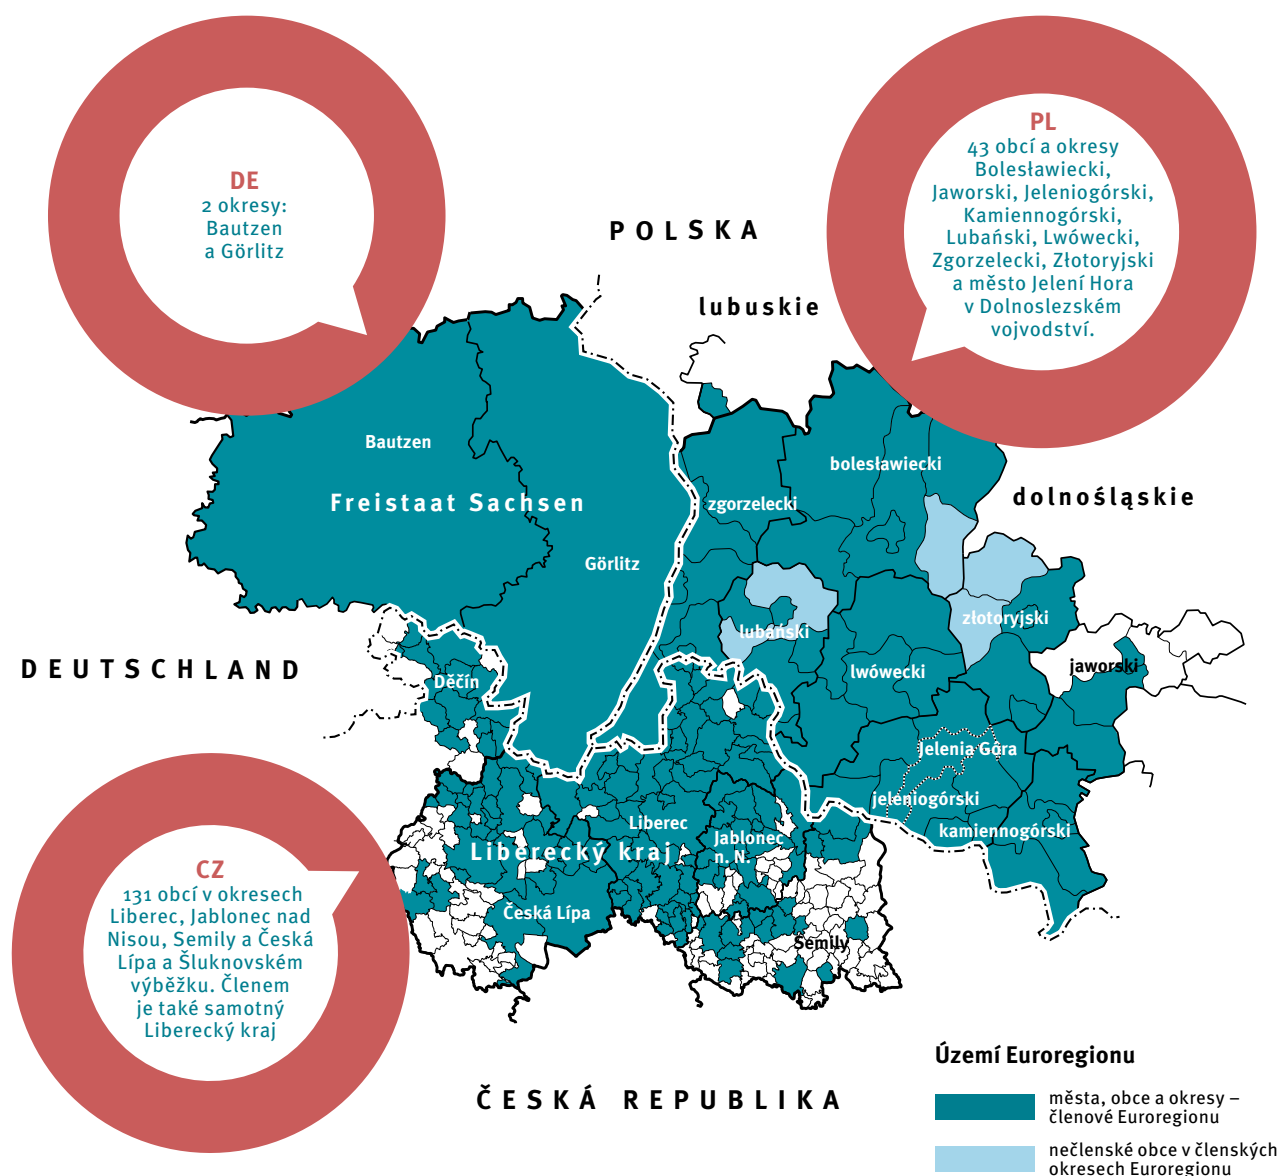 DE
2 okresy:
Bautzen
a Görlitz
PL
43 obcí a okresy
Bolesławiecki,
Jaworski, Jeleniogórski,
Kamiennogórski,
Lubański, Lwówecki,
Zgorzelecki, Złotoryjski
a město Jelení Hora
v Dolnoslezském
vojvodství.
POLSKA
lubuskie
Bautzen
bolesławiecki
Freistaat Sachsen
zgorzelecki
dolnośląskie
Görlitz
złotoryjski
lubáński
DEUTSCHLAND
Děčín
lwówecki
jaworski
Jelenia Góra
jeleniogórski
kamiennogórski
Liberec
Jablonec
n. N.
Liberecký kraj
Česká Lípa
Semily
CZ
131 obcí v okresech
Liberec, Jablonec nad
Nisou, Semily a Česká
Lípa a Šluknovském
výběžku. Členem
je také samotný
Liberecký kraj
ČESKÁ REPUBLIKA
Území Euroregionu
města, obce a okresy –
členové Euroregionu
nečlenské obce v členských
okresech Euroregionu